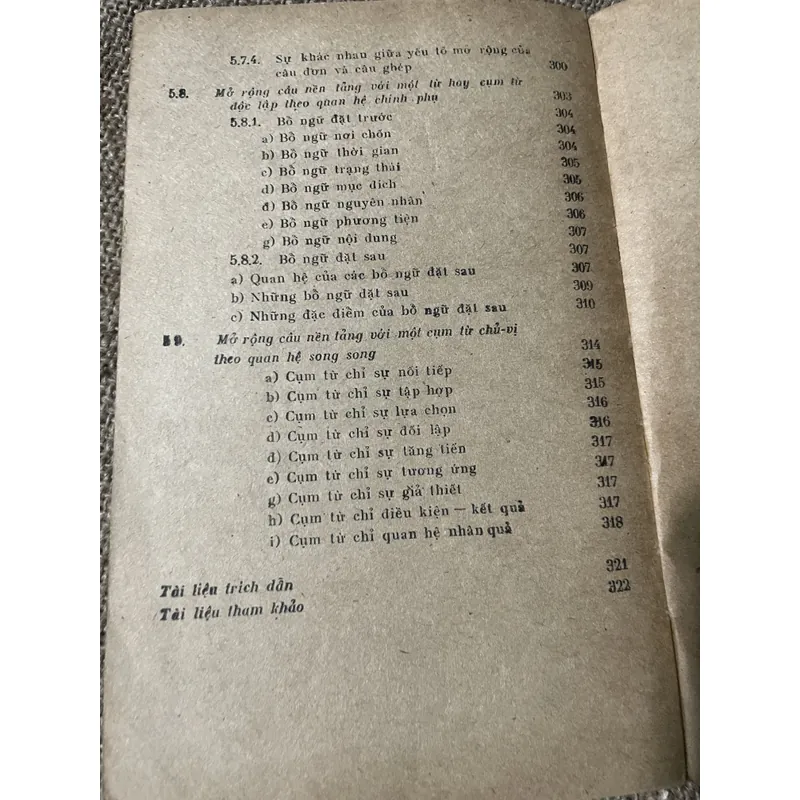 5.7.4. Sự khác nhau giữa yếu tố mở rộng của
câu đơn và câu ghép 300
5.8. Mở rộng câu nền tảng với một từ hay cụm từ
độc lập theo quan hệ chính phụ 303
5.8.1. Bổ ngữ đặt trước 304
a) Bổ ngữ nơi chốn 304
b) Bổ ngữ thời gian 304
c) Bổ ngữ trạng thái 305
d) Bổ ngữ mục đích 305
đ) Bổ ngữ nguyên nhân 306
e) Bổ ngữ phương tiện 306
g) Bổ ngữ nội dung 307
5.8.2. Bổ ngữ đặt sau 307
a) Quan hệ của các bổ ngữ đặt sau 307
b) Những bổ ngữ đặt sau 309
c) Những đặc điểm của bổ ngữ đặt sau 310
5 9. Mở rộng câu nền tảng với một cụm từ chủ-vị
theo quan hệ song song 314
a) Cụm từ chỉ sự nối tiếp 315
b) Cụm từ chỉ sự tập hợp 315
c) Cụm từ chỉ sự lựa chọn 316
d) Cụm từ chỉ sự đối lập 316
đ) Cụm từ chỉ sự tăng tiến 317
e) Cụm từ chỉ sự tương ứng 317
g) Cụm từ chỉ sự giả thiết 317
h) Cụm từ chỉ điều kiện — kết quả 317
i) Cụm từ chỉ quan hệ nhân quả 318
Tài liệu trích dẫn 321
Tài liệu tham khảo 322